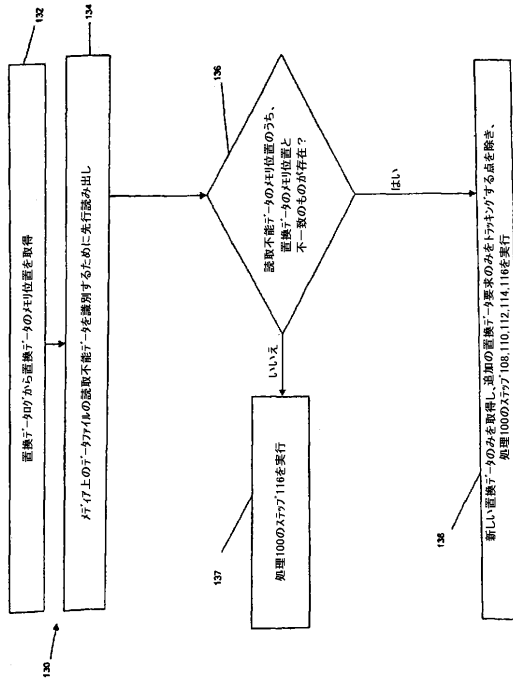 130
132
置換データログから置換データのメモリ位置を取得
134
メディア上のデータファイルの読取不能データを識別するために先行読み出し
136
読取不能データのメモリ位置のうち、
置換データのメモリ位置と
不一致のものが存在?
いいえ
はい
137
処理100のステップ116を実行
138
新しい置換データのみを取得し、追加の置換データ要求のみをトラッキングする点を除き、
処理100のステップ108,110,112,114,116を実行